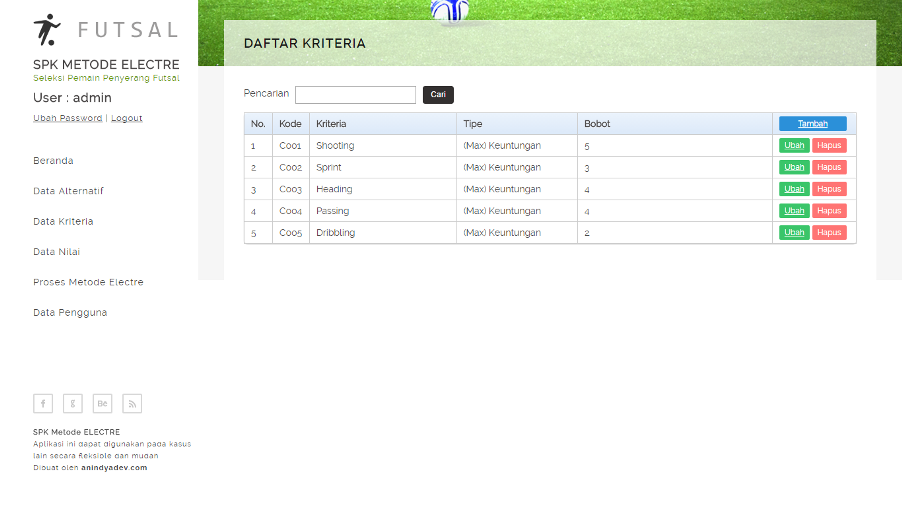 FUTSAL
SPK METODE ELECTRE
Seleksi Pemain Penyerang Futsal
User : admin
Ubah Password | Logout
Beranda
Data Alternatif
Data Kriteria
Data Nilai
Proses Metode Electre
Data Pengguna
f g Bē
SPK Metode ELECTRE
Aplikasi ini dapat digunakan pada kasus
lain secara fleksible dan mudah
Dibuat oleh anindyadev.com
DAFTAR KRITERIA
Pencarian Cari
No. Kode Kriteria Tipe Bobot Tambah
1 C001 Shooting (Max) Keuntungan 5 Ubah Hapus
2 C002 Sprint (Max) Keuntungan 3 Ubah Hapus
3 C003 Heading (Max) Keuntungan 4 Ubah Hapus
4 C004 Passing (Max) Keuntungan 4 Ubah Hapus
5 C005 Dribbling (Max) Keuntungan 2 Ubah Hapus